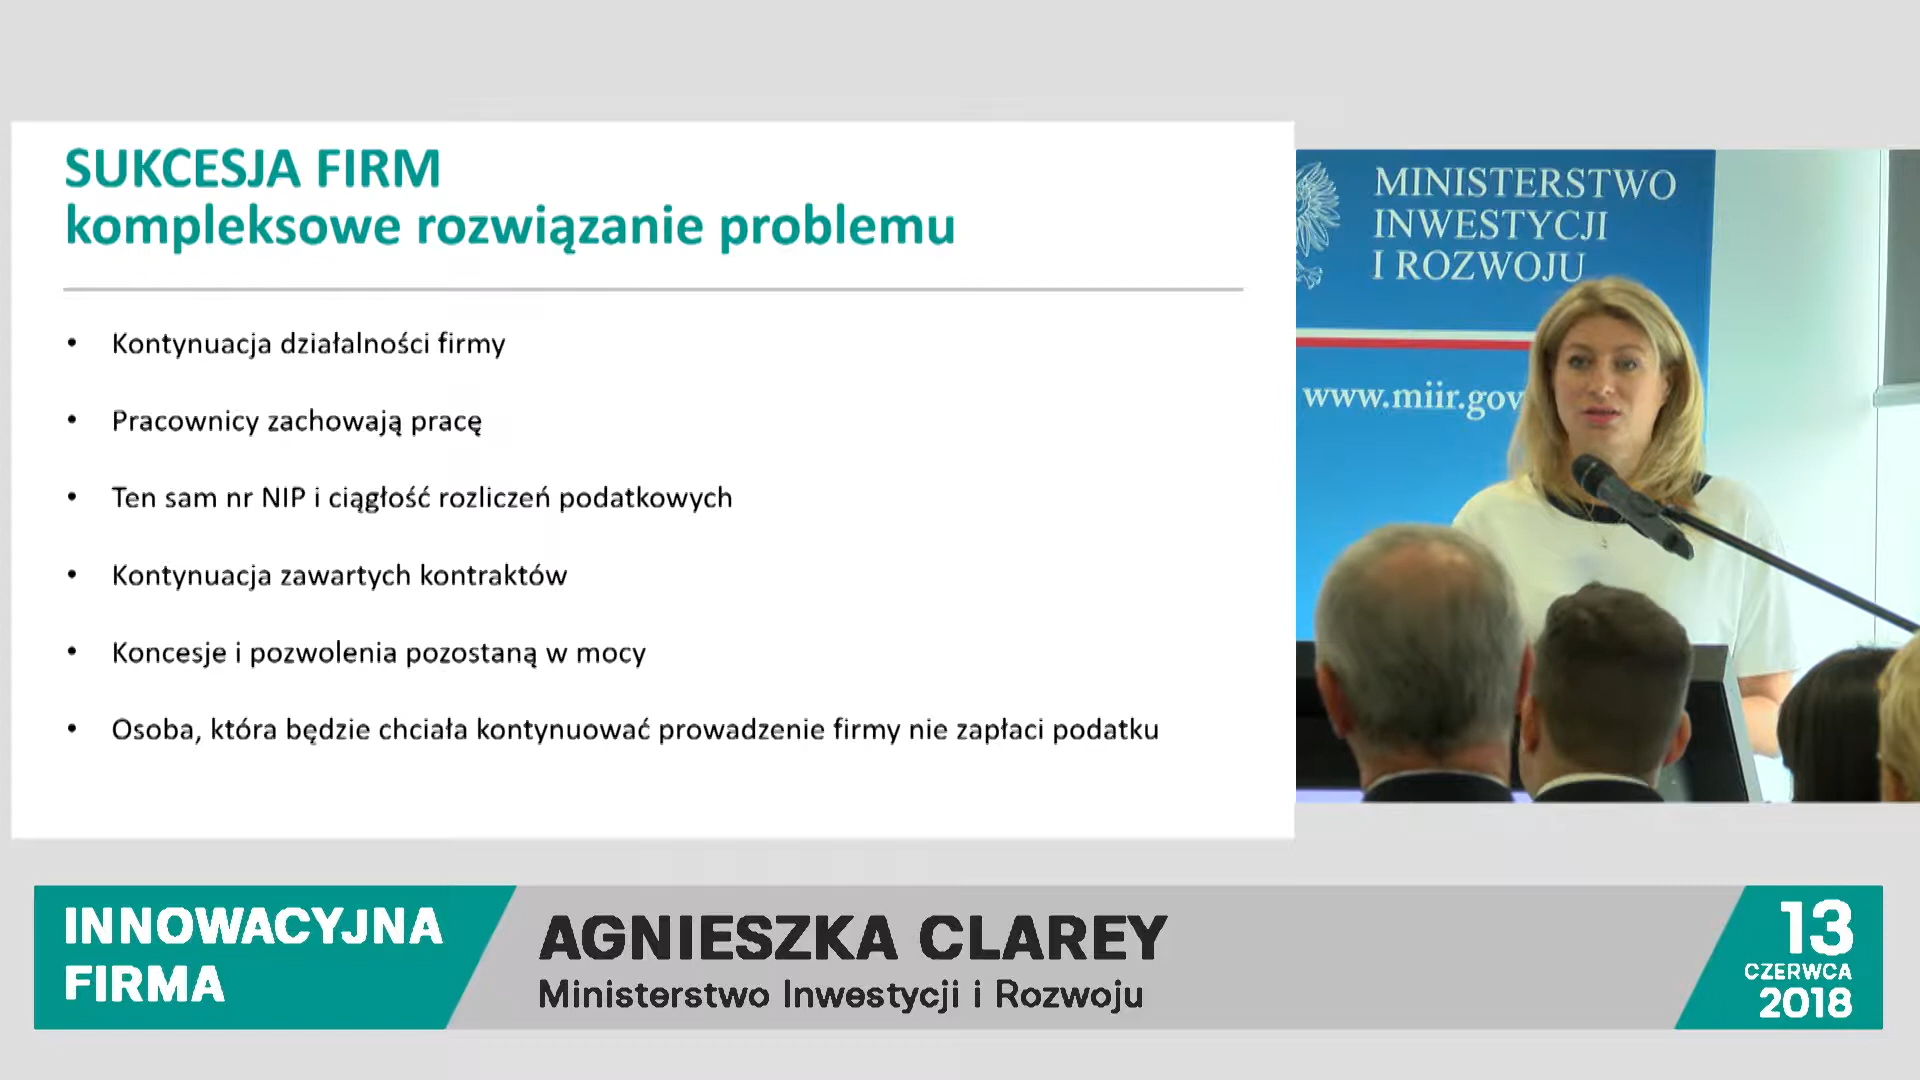 SUKCESJA FIRM
kompleksowe rozwiązanie problemu
• Kontynuacja działalności firmy
• Pracownicy zachowają pracę
• Ten sam nr NIP i ciągłość rozliczeń podatkowych
• Kontynuacja zawartych kontraktów
• Koncesje i pozwolenia pozostaną w mocy
• Osoba, która będzie chciała kontynuować prowadzenie firmy nie zapłaci podatku
MINISTERSTWO
INWESTYCJI
I ROZWOJU
www.miir.gov
INNOWACYJNA
FIRMA
AGNIESZKA CLAREY
Ministerstwo Inwestycji i Rozwoju
13
CZERWCA
2018